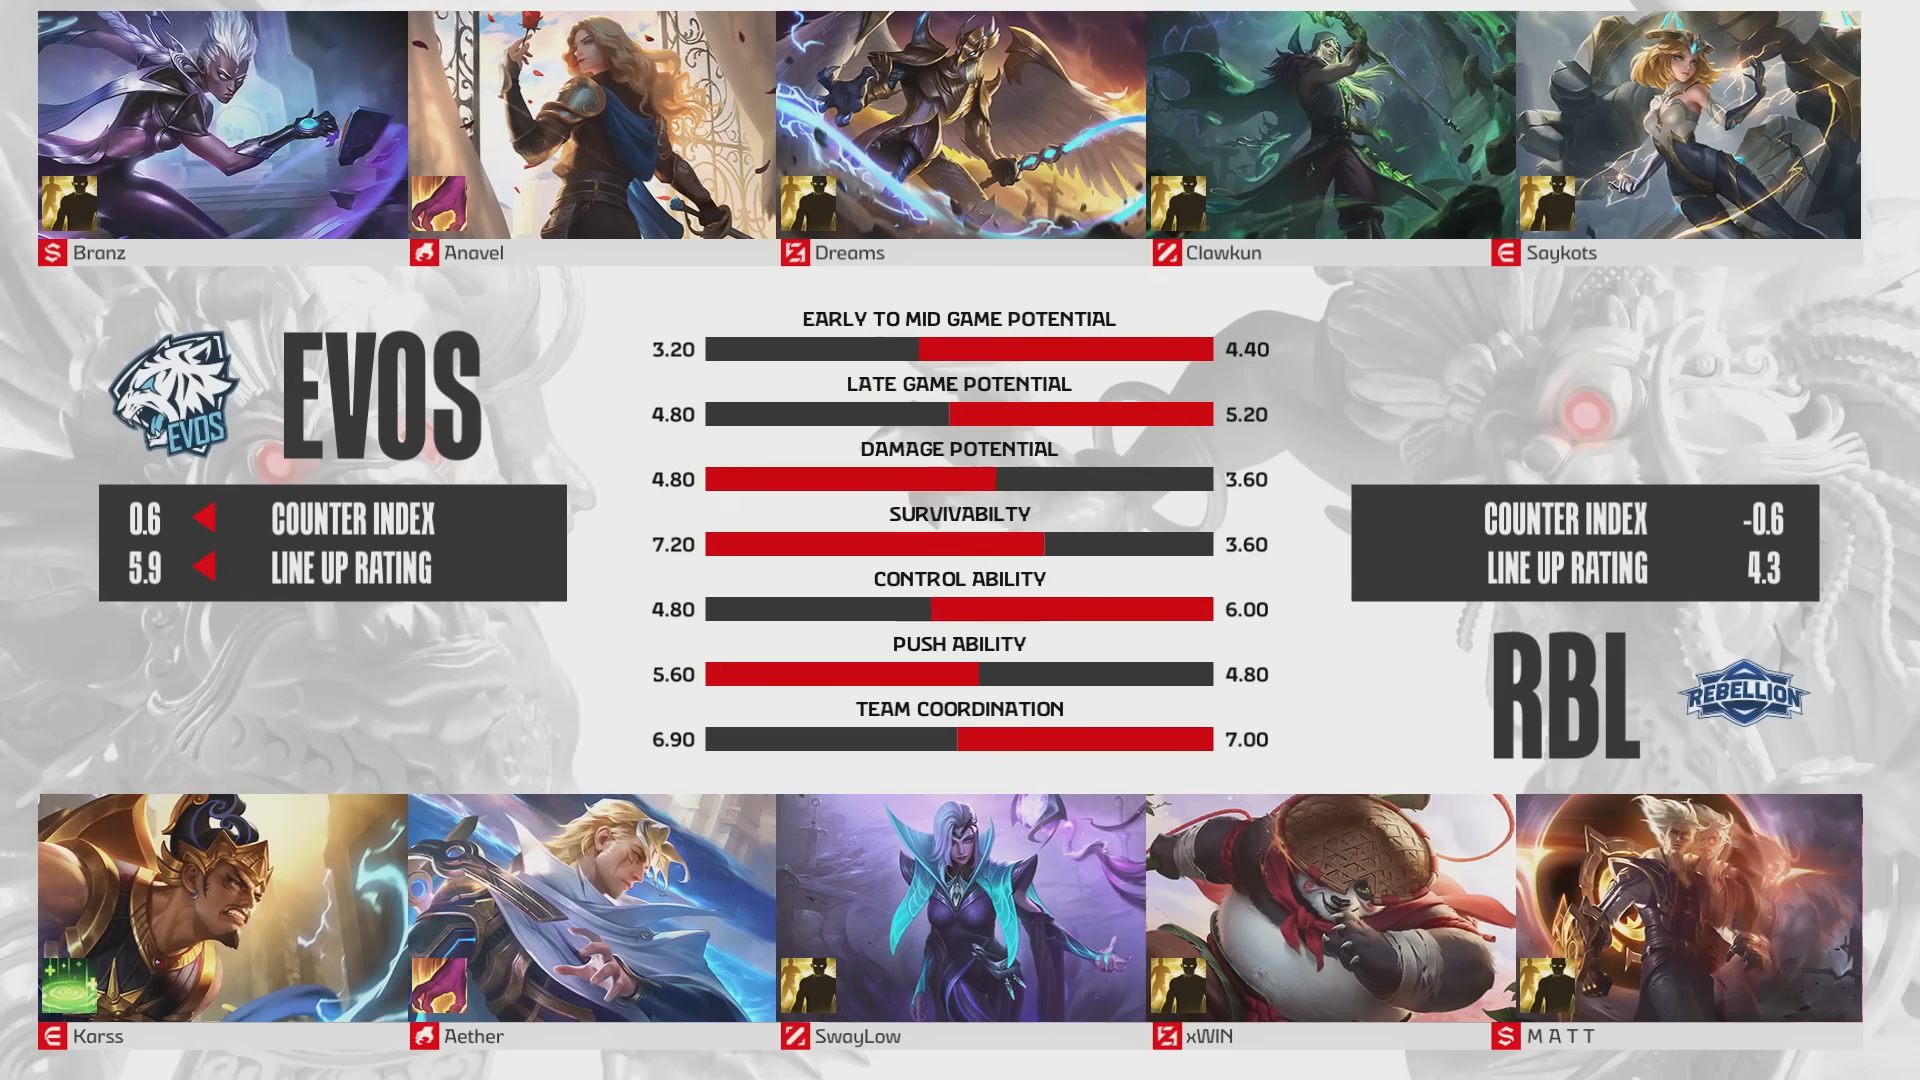 Branz
Anavel
Dreams
Clawkun
Saykots
EVOS
EVOS
0.6 COUNTER INDEX
5.9 LINE UP RATING
EARLY TO MID GAME POTENTIAL
3.20 4.40
LATE GAME POTENTIAL
4.80 5.20
DAMAGE POTENTIAL
4.80 3.60
SURVIVABILTY
7.20 3.60
CONTROL ABILITY
4.80 6.00
PUSH ABILITY
5.60 4.80
TEAM COORDINATION
6.90 7.00
COUNTER INDEX -0.6
LINE UP RATING 4.3
RBL
REBELLION
Karss
Aether
SwayLow
xWIN
M A T T